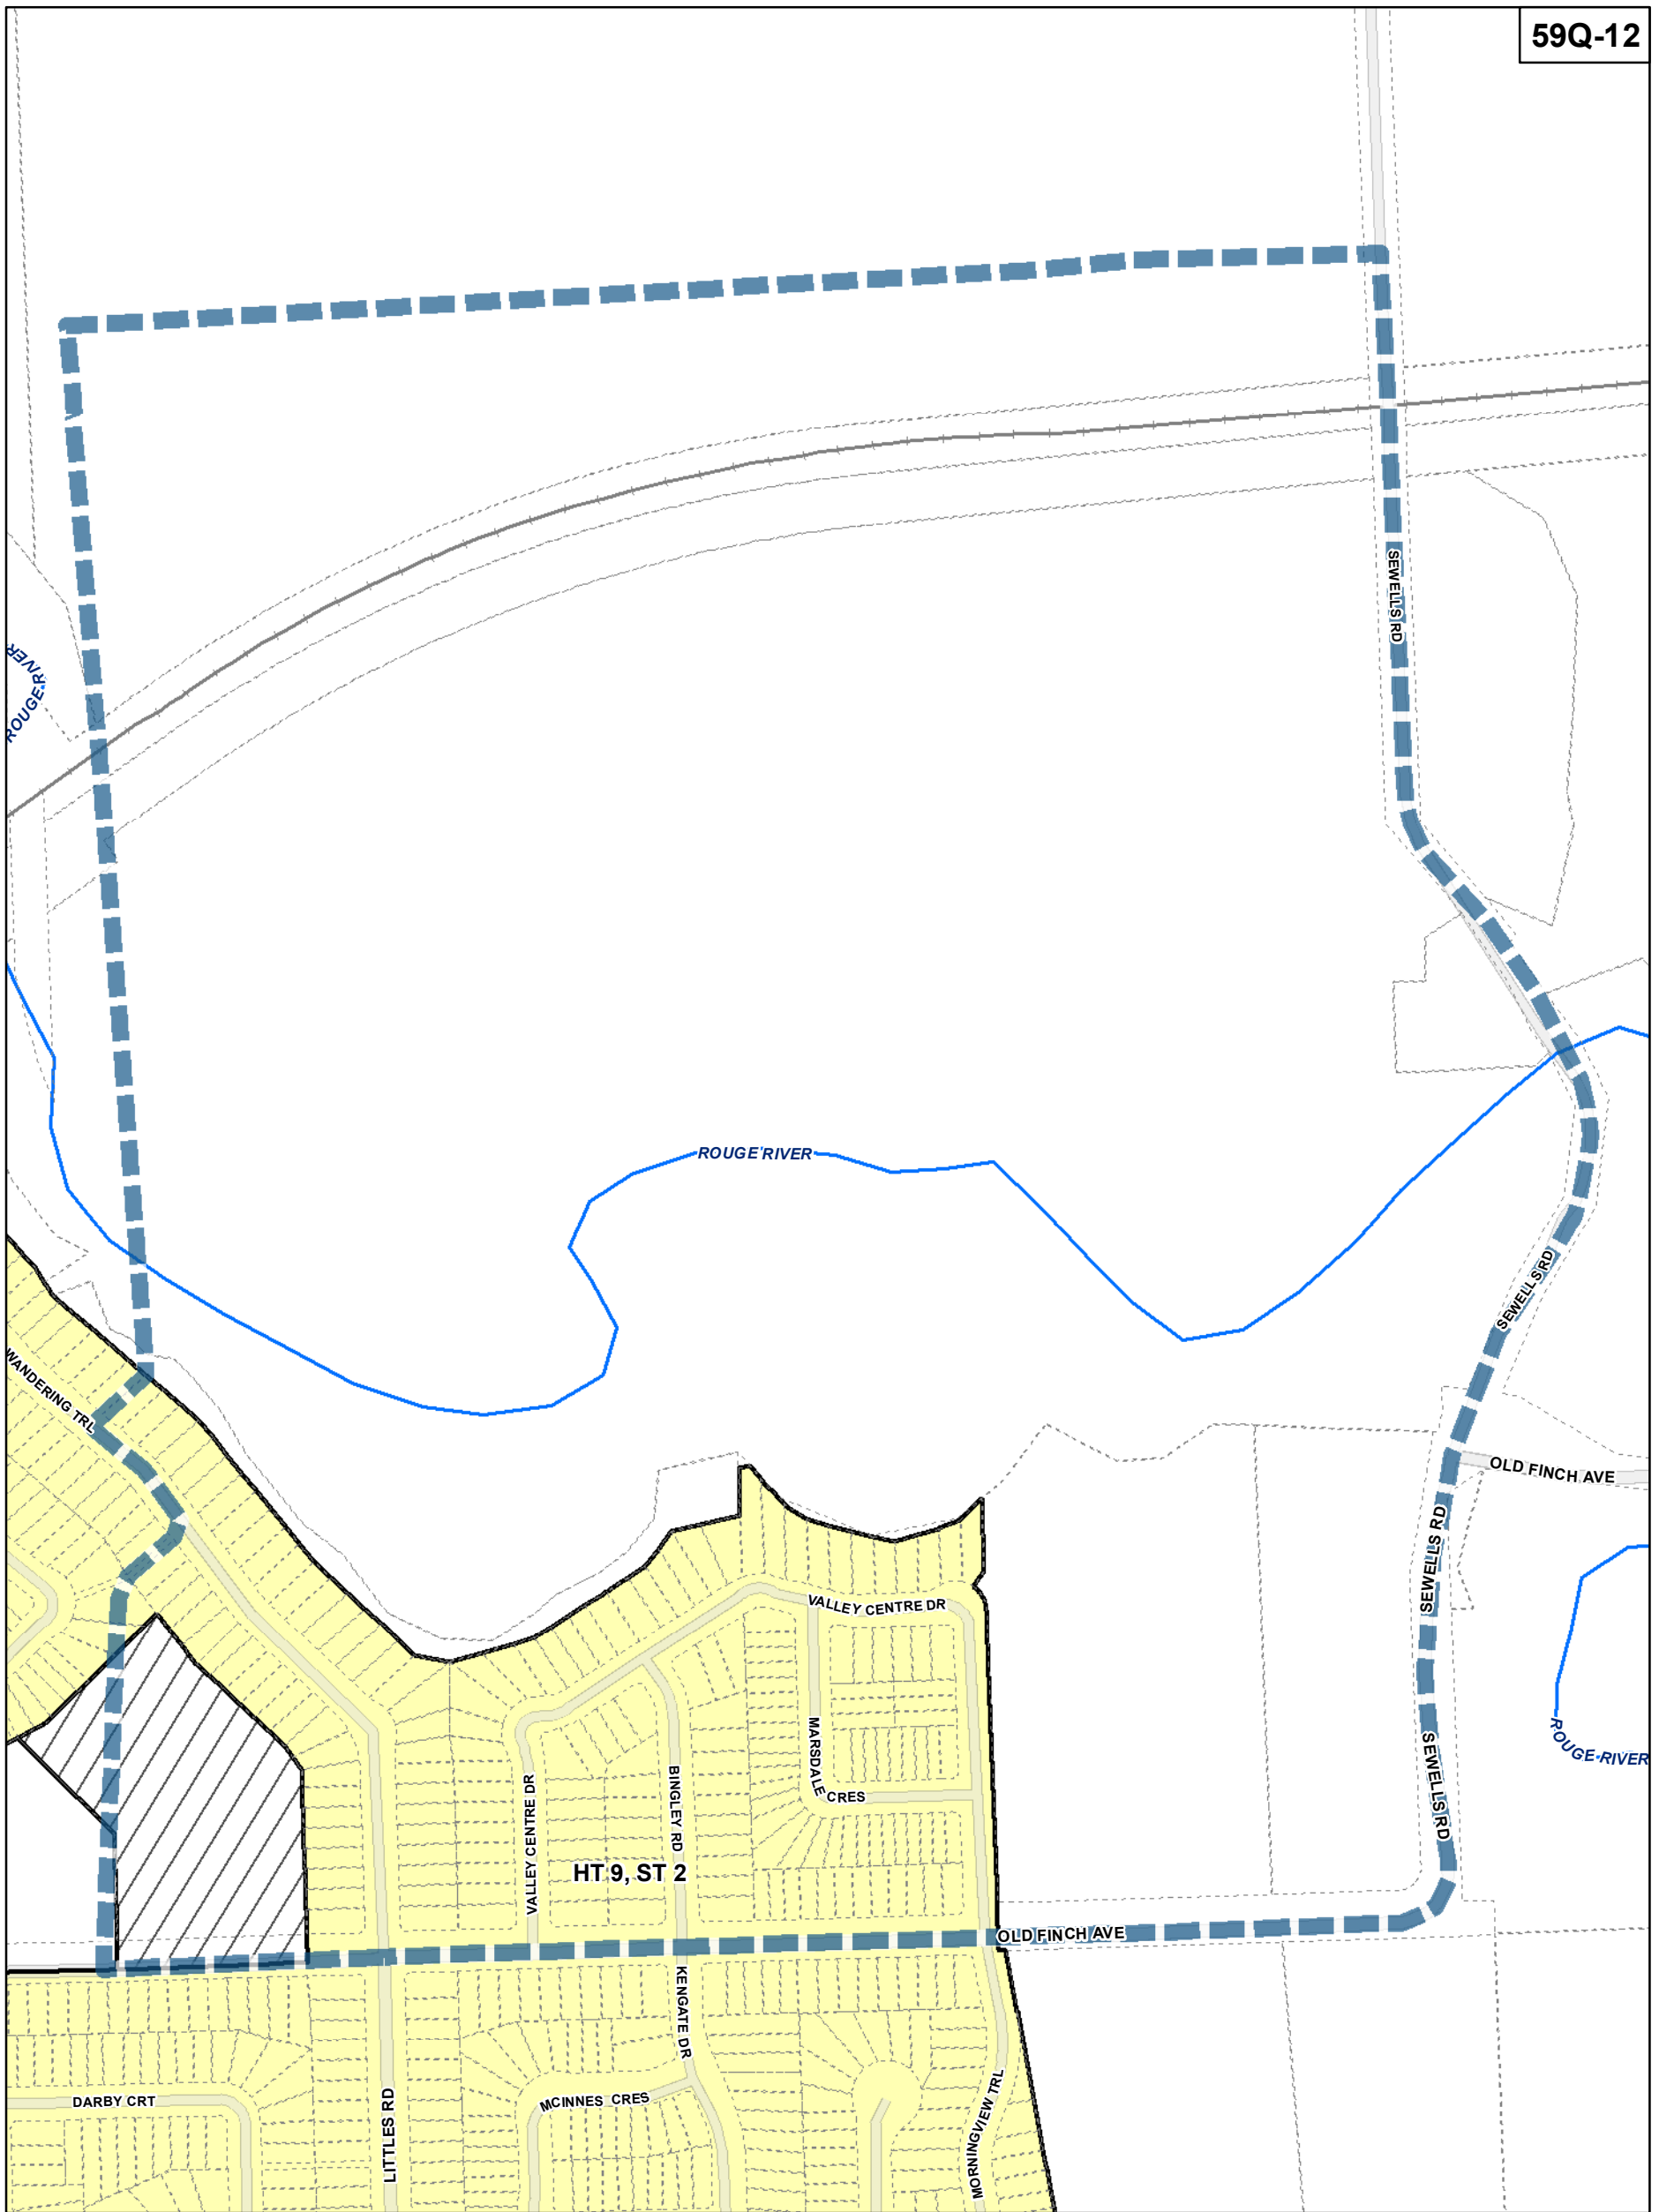 59Q-12
SEWELLS RD
ROUGE RIVER
ROUGE RIVER
SEWELLS RD
WANDERING TRL
OLD FINCH AVE
SEWELLS RD
VALLEY CENTRE DR
ROUGE RIVER
MARSDALE CRES
BINGLEY RD
VALLEY CENTRE DR
SEWELLS RD
HT 9, ST 2
OLD FINCH AVE
KENGATE DR
DARBY CRT
LITTLES RD
MCINNES CRES
MORNINGVIEW TRL